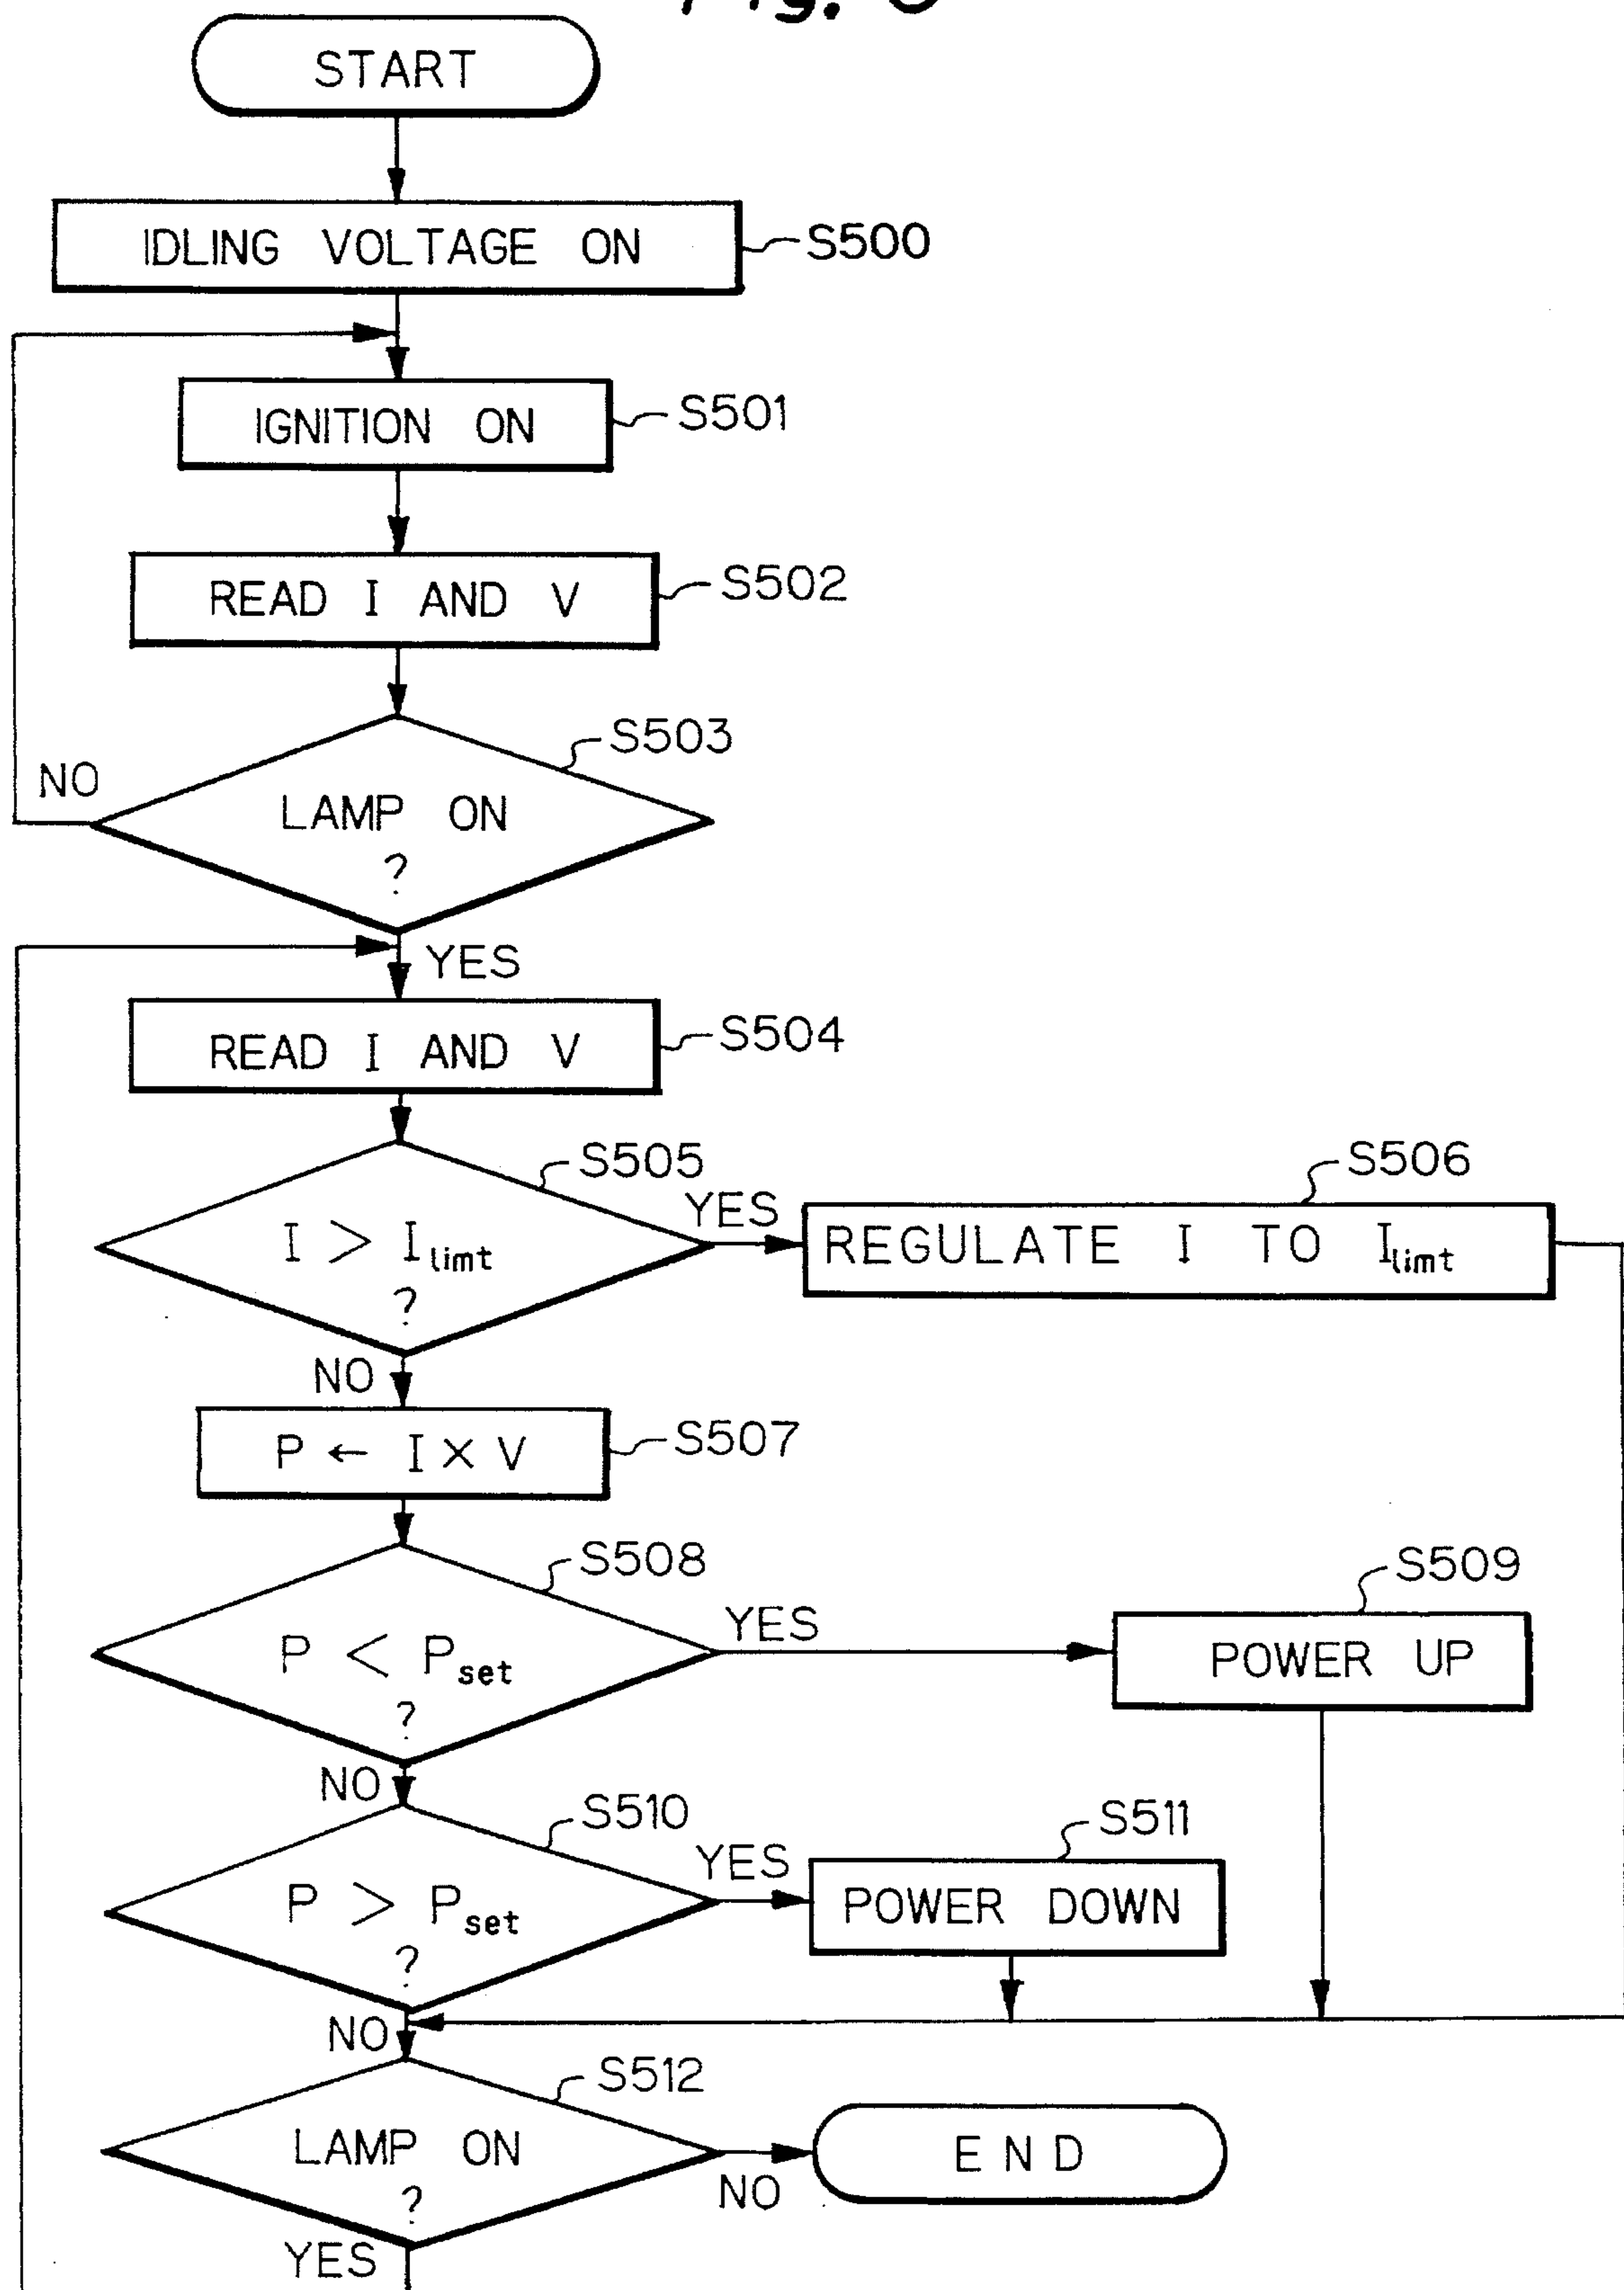 Fig.
START
IDLING VOLTAGE ON
S500
IGNITION ON
S501
READ I AND V
S502
S503
NO
LAMP ON
?
YES
READ I AND V
S504
S505
I > Ilimt
?
YES
S506
REGULATE I TO Ilimt
NO
P ← I × V
S507
S508
P < Pset
?
YES
S509
POWER UP
NO
S510
P > Pset
?
YES
S511
POWER DOWN
NO
S512
LAMP ON
?
NO
END
YES